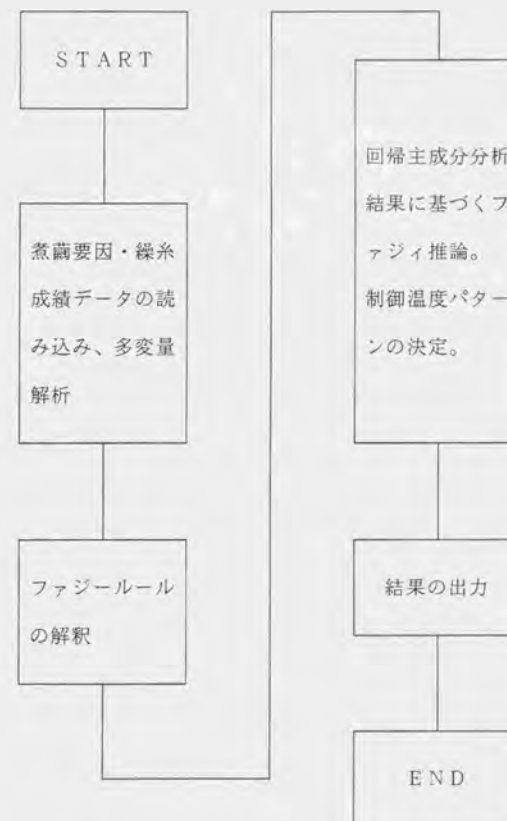 START
煮繭要因・繰糸
成績データの読
み込み、多変量
解析
ファジールール
の解釈
回帰主成分分析
結果に基づくフ
ァジィ推論。
制御温度パター
ンの決定。
結果の出力
END